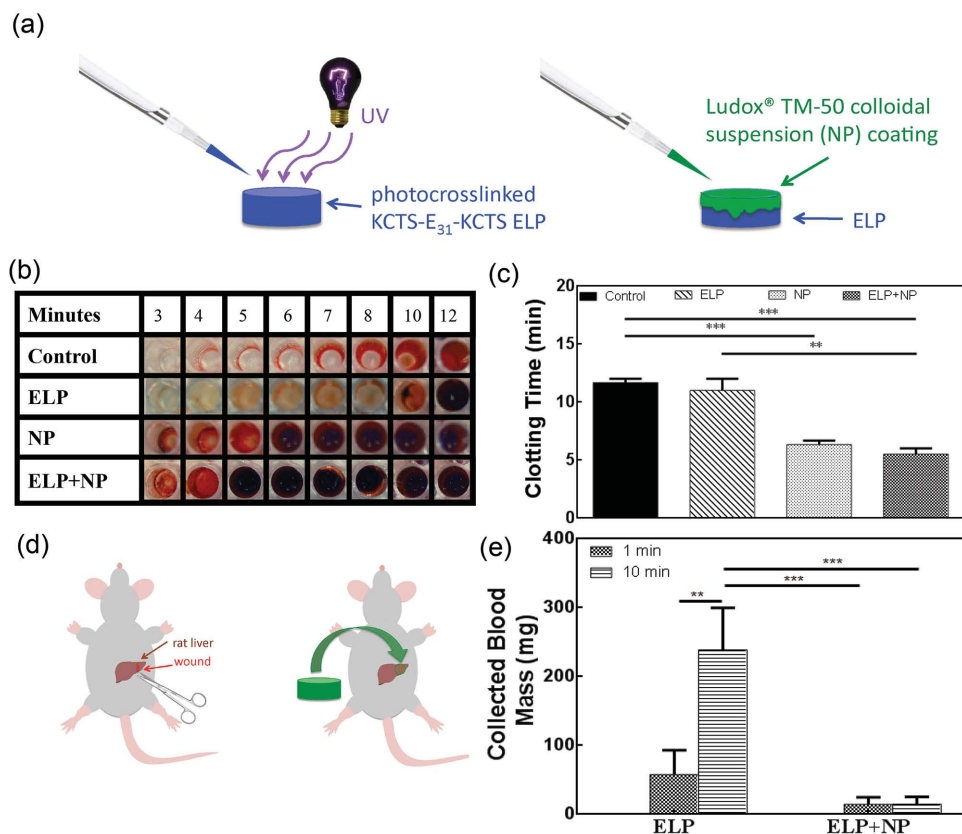 (a)
UV
photocrosslinked
KCTS-E₃₁-KCTS ELP
Ludox® TM-50 colloidal
suspension (NP) coating
ELP
(b)
Minutes 3 4 5 6 7 8 10 12
Control
ELP
NP
ELP+NP
(c)
Clotting Time (min)
20
15
10
5
0
Control ELP NP ELP+NP
***
***
**
(d)
rat liver
wound
(e)
Collected Blood
Mass (mg)
400
300
200
100
0
1 min
10 min
**
***
***
ELP ELP+NP